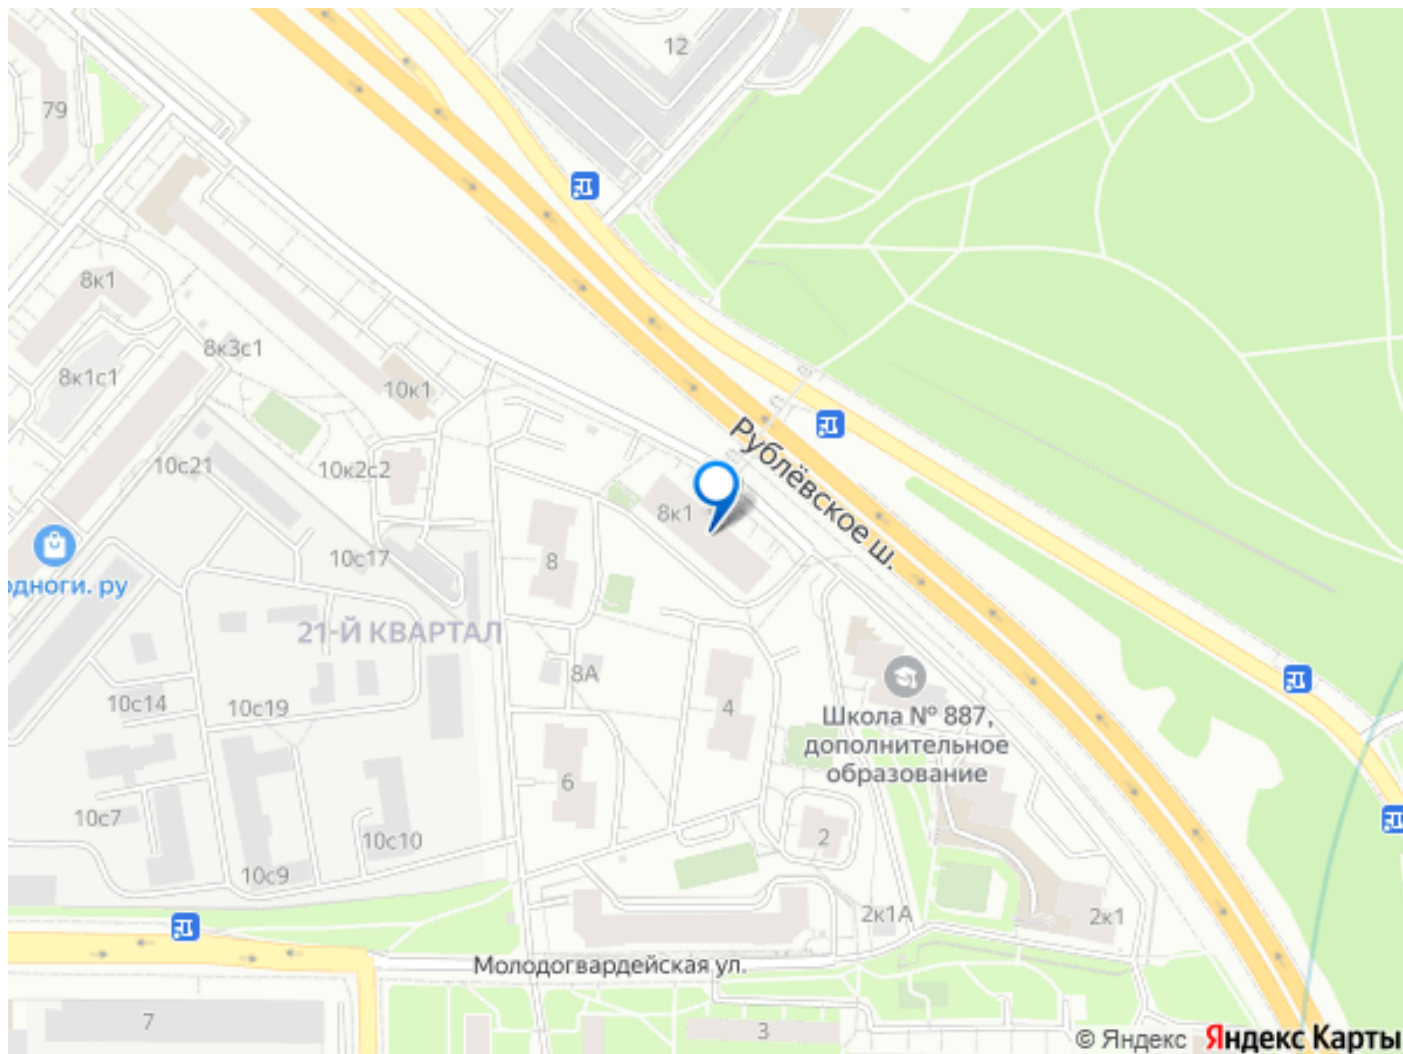 12
79
8к1
8к3с1
8к1с1
10к1
Рублёвское ш.
10с21
10к2с2
8к1
8
10с17
одноги. ру
21-Й КВАРТАЛ
8А
10с14
10с19
4
Школа № 887,
дополнительное
образование
6
10с7
10с10
2
10с9
2к1А
2к1
Молодогвардейская ул.
7
3
© Яндекс Яндекс Карты